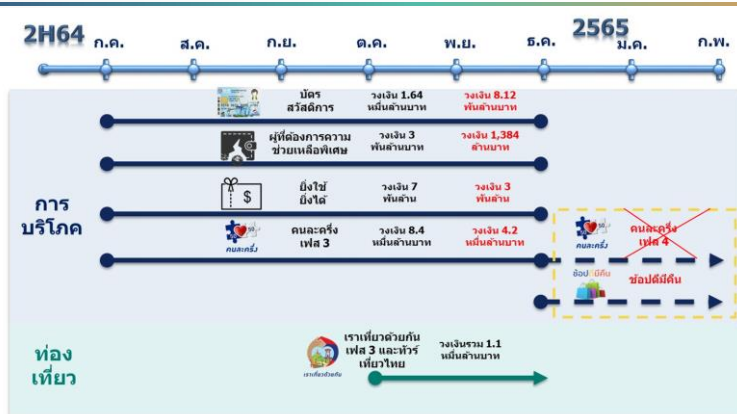 2H64
ก.ค.
ส.ค.
ก.ย.
ต.ค.
พ.ย.
ธ.ค.
2565
ม.ค.
ก.พ.
การ
บริโภค
บัตร
สวัสดิการ
วงเงิน 1.64
หมื่นล้านบาท
วงเงิน 8.12
พันล้านบาท
ผู้ที่ต้องการความ
ช่วยเหลือพิเศษ
วงเงิน 3
พันล้านบาท
วงเงิน 1,384
ล้านบาท
$
ยิ่งใช้
ยิ่งได้
วงเงิน 7
พันล้าน
วงเงิน 3
พันล้าน
คนละครึ่ง
คนละครึ่ง
เฟส 3
วงเงิน 8.4
หมื่นล้านบาท
วงเงิน 4.2
หมื่นล้านบาท
คนละครึ่ง
คนละครึ่ง
เฟส 4
ช้อปดีมีคืน
ช้อปดีมีคืน
ท่อง
เที่ยว
เราเที่ยวด้วยกัน
เราเที่ยวด้วยกัน
เฟส 3 และทัวร์
เที่ยวไทย
วงเงินรวม 1.1
หมื่นล้านบาท